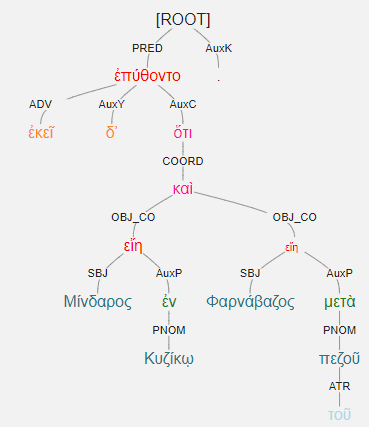 [ROOT]
PRED AuxK
ἐπύθοντο .
ADV AuxY AuxC
ἐκεῖ δ’ ὅτι
COORD
καὶ
OBJ_CO OBJ_CO
εἴη εἴη
SBJ AuxP SBJ AuxP
Μίνδαρος ἐν Φαρνάβαζος μετὰ
PNOM PNOM
Κυζίκῳ πεζοῦ
ATR
τοῦ